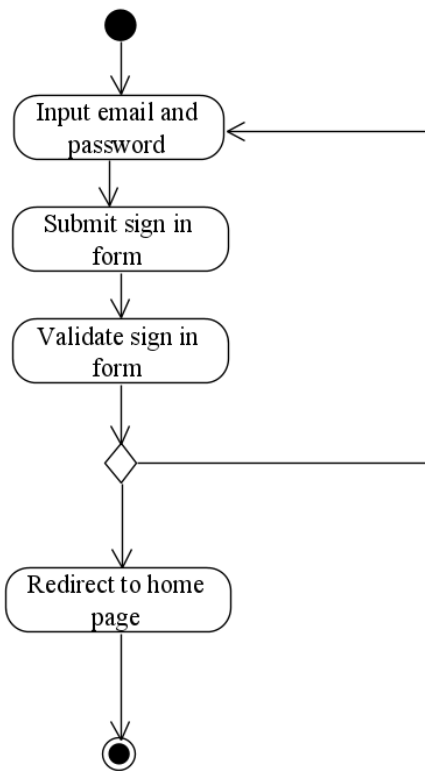 Input email and
password
Submit sign in
form
Validate sign in
form
Redirect to home
page